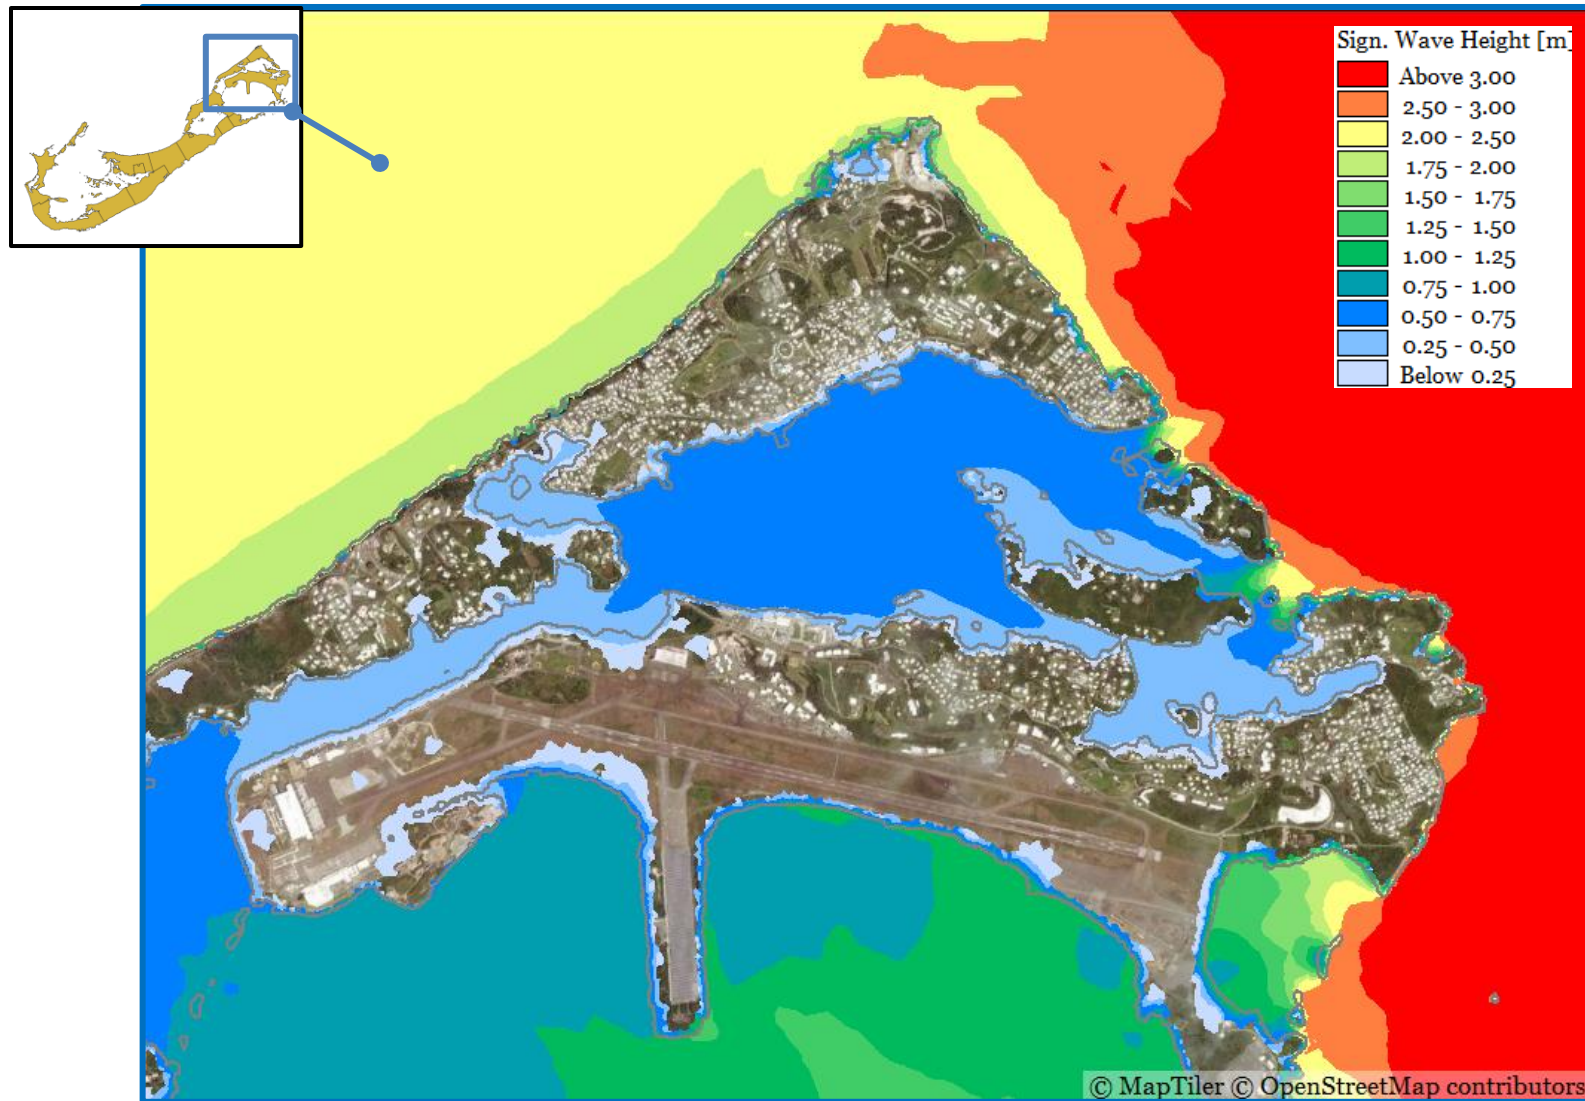 Sign. Wave Height [m]
Above 3.00
2.50 - 3.00
2.00 - 2.50
1.75 - 2.00
1.50 - 1.75
1.25 - 1.50
1.00 - 1.25
0.75 - 1.00
0.50 - 0.75
0.25 - 0.50
Below 0.25
© MapTiler © OpenStreetMap contributors